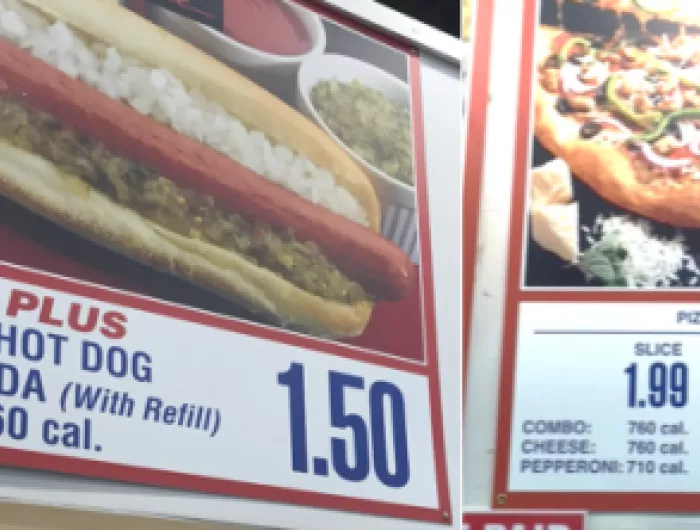 PLUS
HOT DOG
DA (With Refill)
60 cal.
1.50
PIZ
SLICE
1.99
COMBO: 760 cal.
CHEESE: 760 cal.
PEPPERONI: 710 cal.